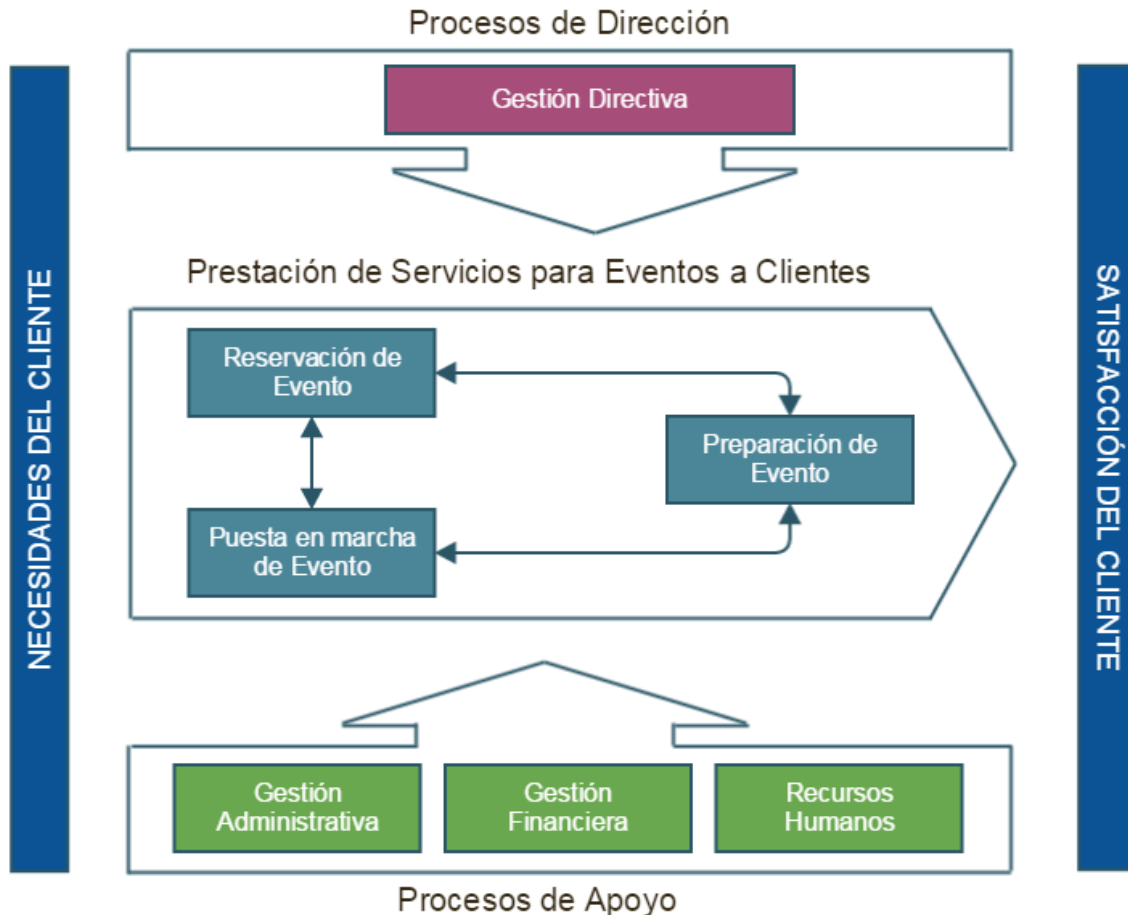 Procesos de Dirección
Gestión Directiva
NECESIDADES DEL CLIENTE
Prestación de Servicios para Eventos a Clientes
Reservación de
Evento
Preparación de
Evento
Puesta en marcha
de Evento
SATISFACCIÓN DEL CLIENTE
Gestión
Administrativa
Gestión
Financiera
Recursos
Humanos
Procesos de Apoyo